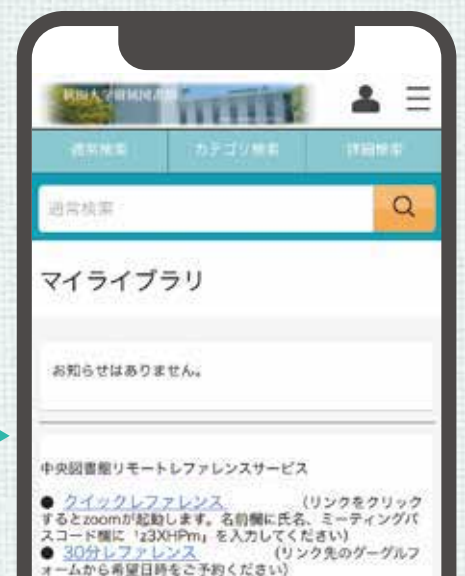 通常検索 カテゴリ検索 詳細検索
通常検索
マイライブラリ
お知らせはありません。
中央図書館リモートレファレンスサービス
● クイックレファレンス (リンクをクリック
するとzoomが起動します。名前欄に氏名、ミーティングパ
スコード欄に「z3XHPm」を入力してください)
● 30分レファレンス (リンク先のグーグルフ
ォームから希望日時をご予約ください)